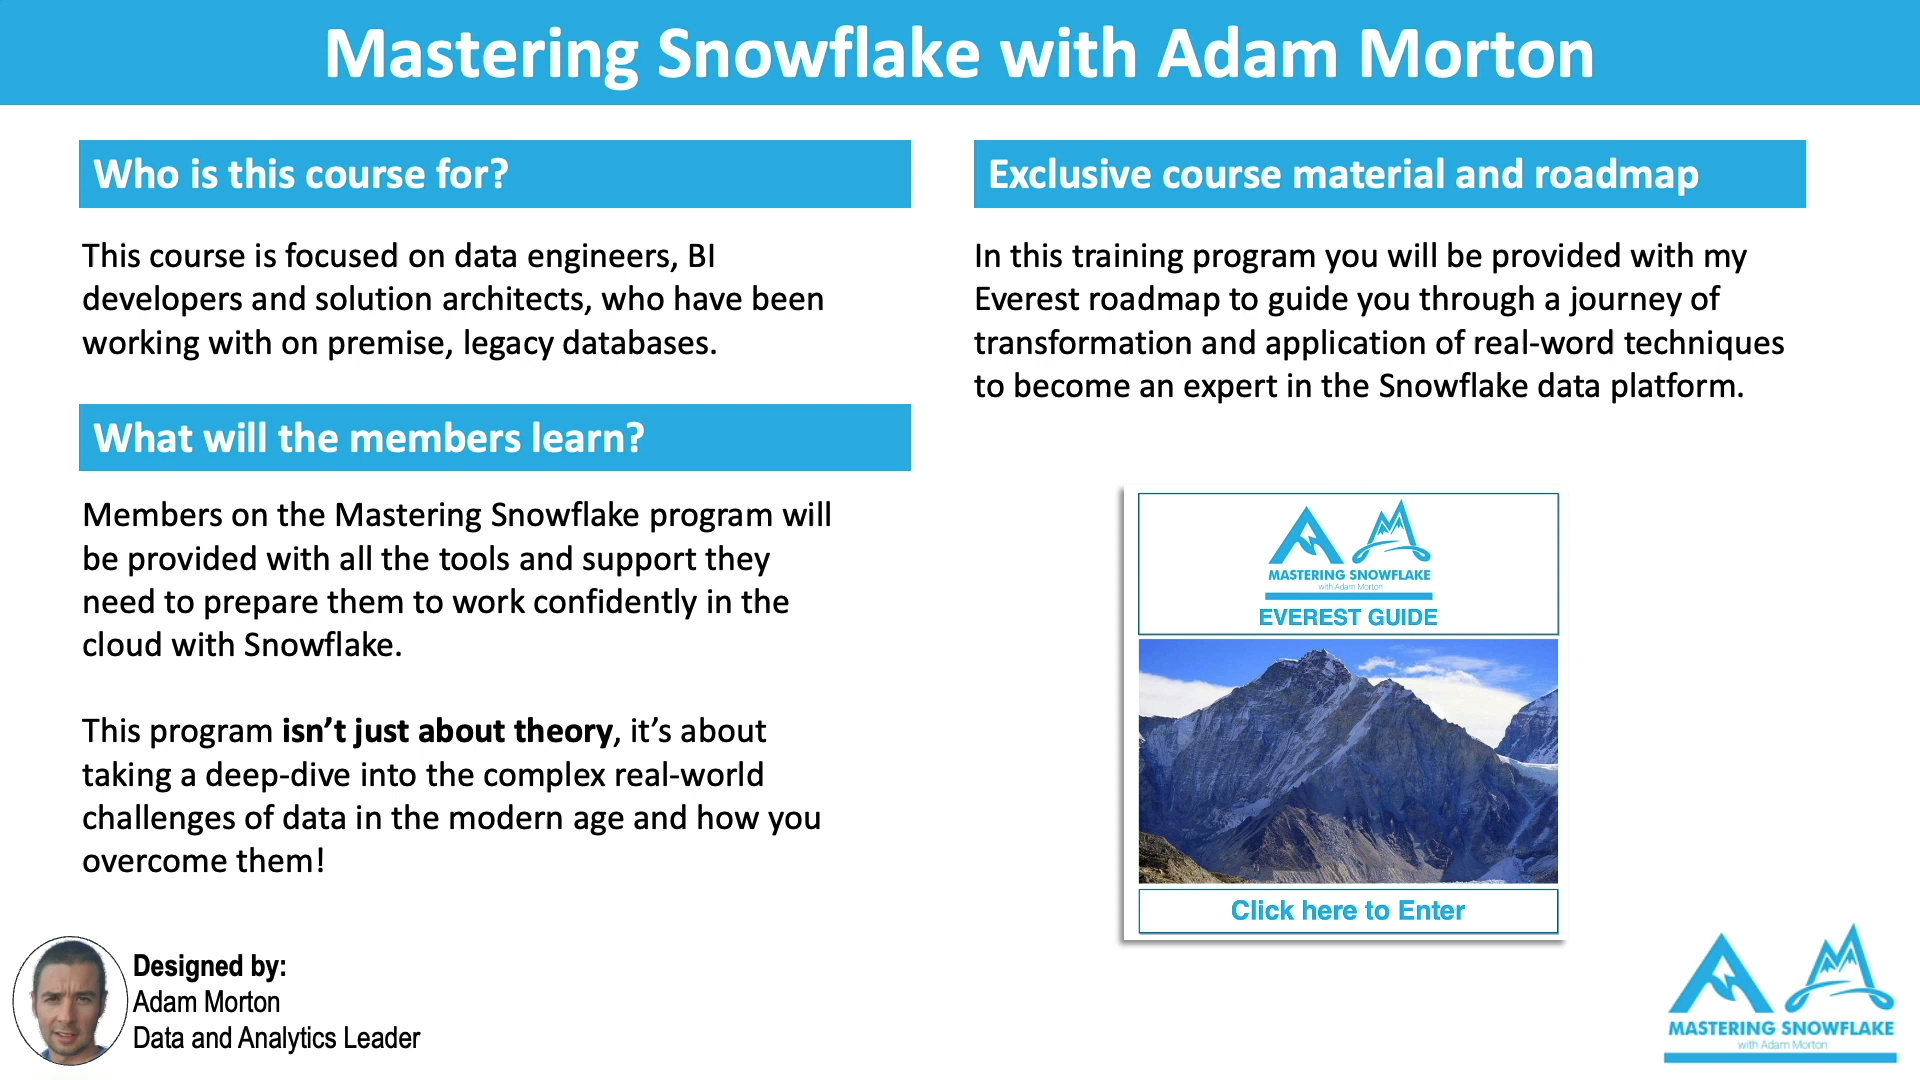 Mastering Snowflake with Adam Morton
Who is this course for?
This course is focused on data engineers, BI
developers and solution architects, who have been
working with on premise, legacy databases.
What will the members learn?
Members on the Mastering Snowflake program will
be provided with all the tools and support they
need to prepare them to work confidently in the
cloud with Snowflake.
This program isn’t just about theory, it’s about
taking a deep-dive into the complex real-world
challenges of data in the modern age and how you
overcome them!
Designed by:
Adam Morton
Data and Analytics Leader
Exclusive course material and roadmap
In this training program you will be provided with my
Everest roadmap to guide you through a journey of
transformation and application of real-word techniques
to become an expert in the Snowflake data platform.
MASTERING SNOWFLAKE
with Adam Morton
EVEREST GUIDE
Click here to Enter
MASTERING SNOWFLAKE
with Adam Morton